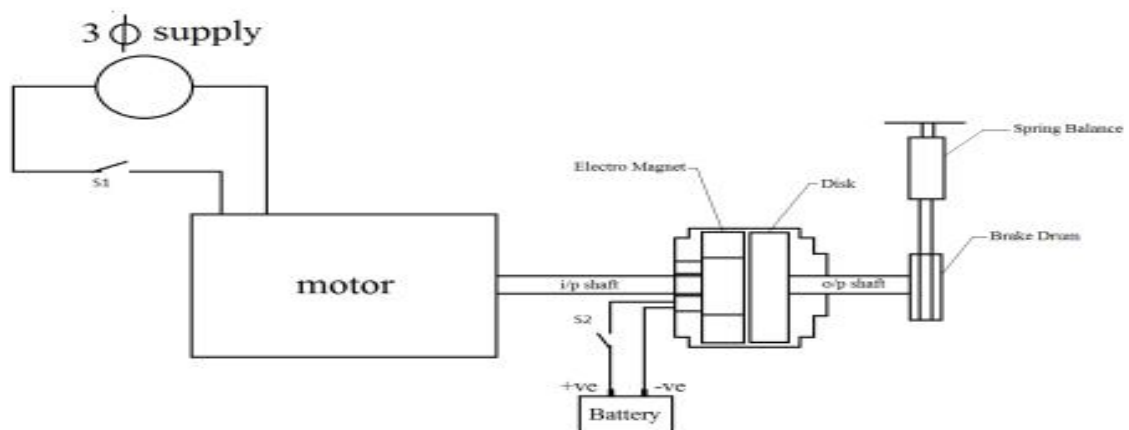 3 ϕ supply
S1
motor
i/p shaft
Electro Magnet
Disk
o/p shaft
Spring Balance
Brake Drum
S2
+ve -ve
Battery